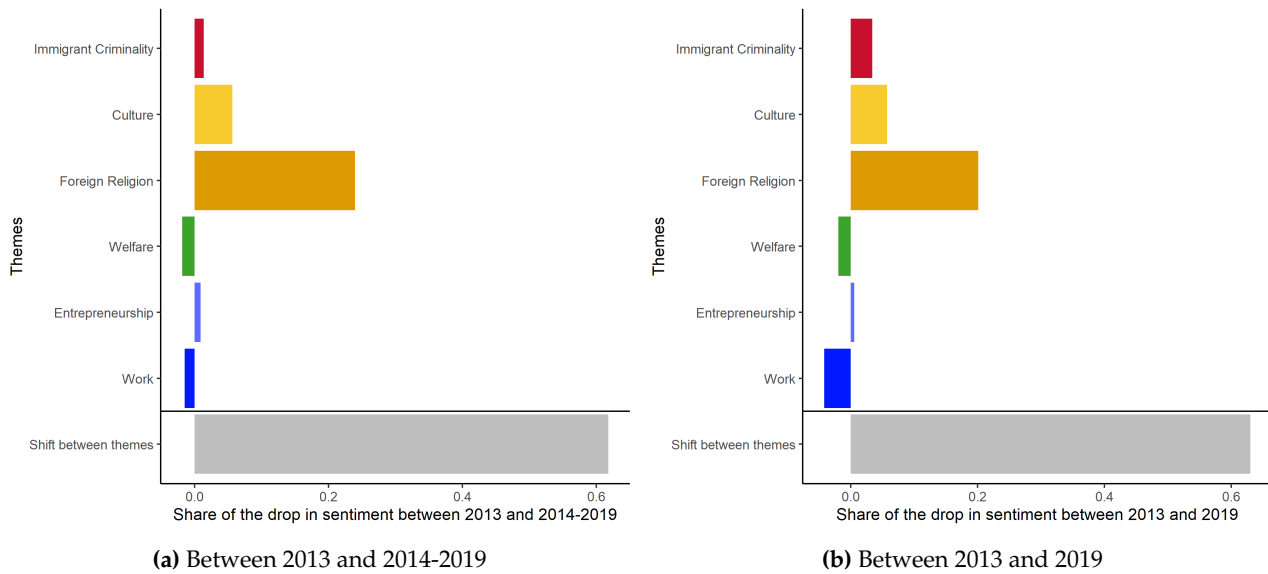 Themes
Immigrant Criminality
Culture
Foreign Religion
Welfare
Entrepreneurship
Work
Shift between themes
0.0 0.2 0.4 0.6
Share of the drop in sentiment between 2013 and 2014-2019
(a) Between 2013 and 2014-2019
Themes
Immigrant Criminality
Culture
Foreign Religion
Welfare
Entrepreneurship
Work
Shift between themes
0.0 0.2 0.4 0.6
Share of the drop in sentiment between 2013 and 2019
(b) Between 2013 and 2019